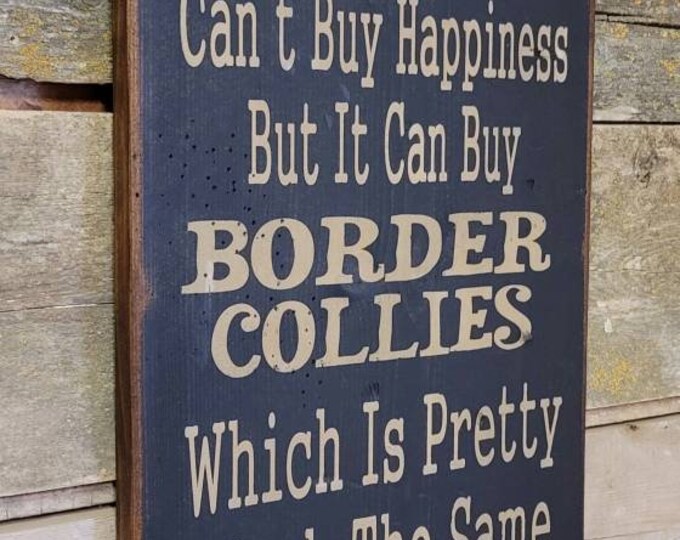 Can't Buy Happiness
But It Can Buy
BORDER
COLLIES
Which Is Pretty
The Same